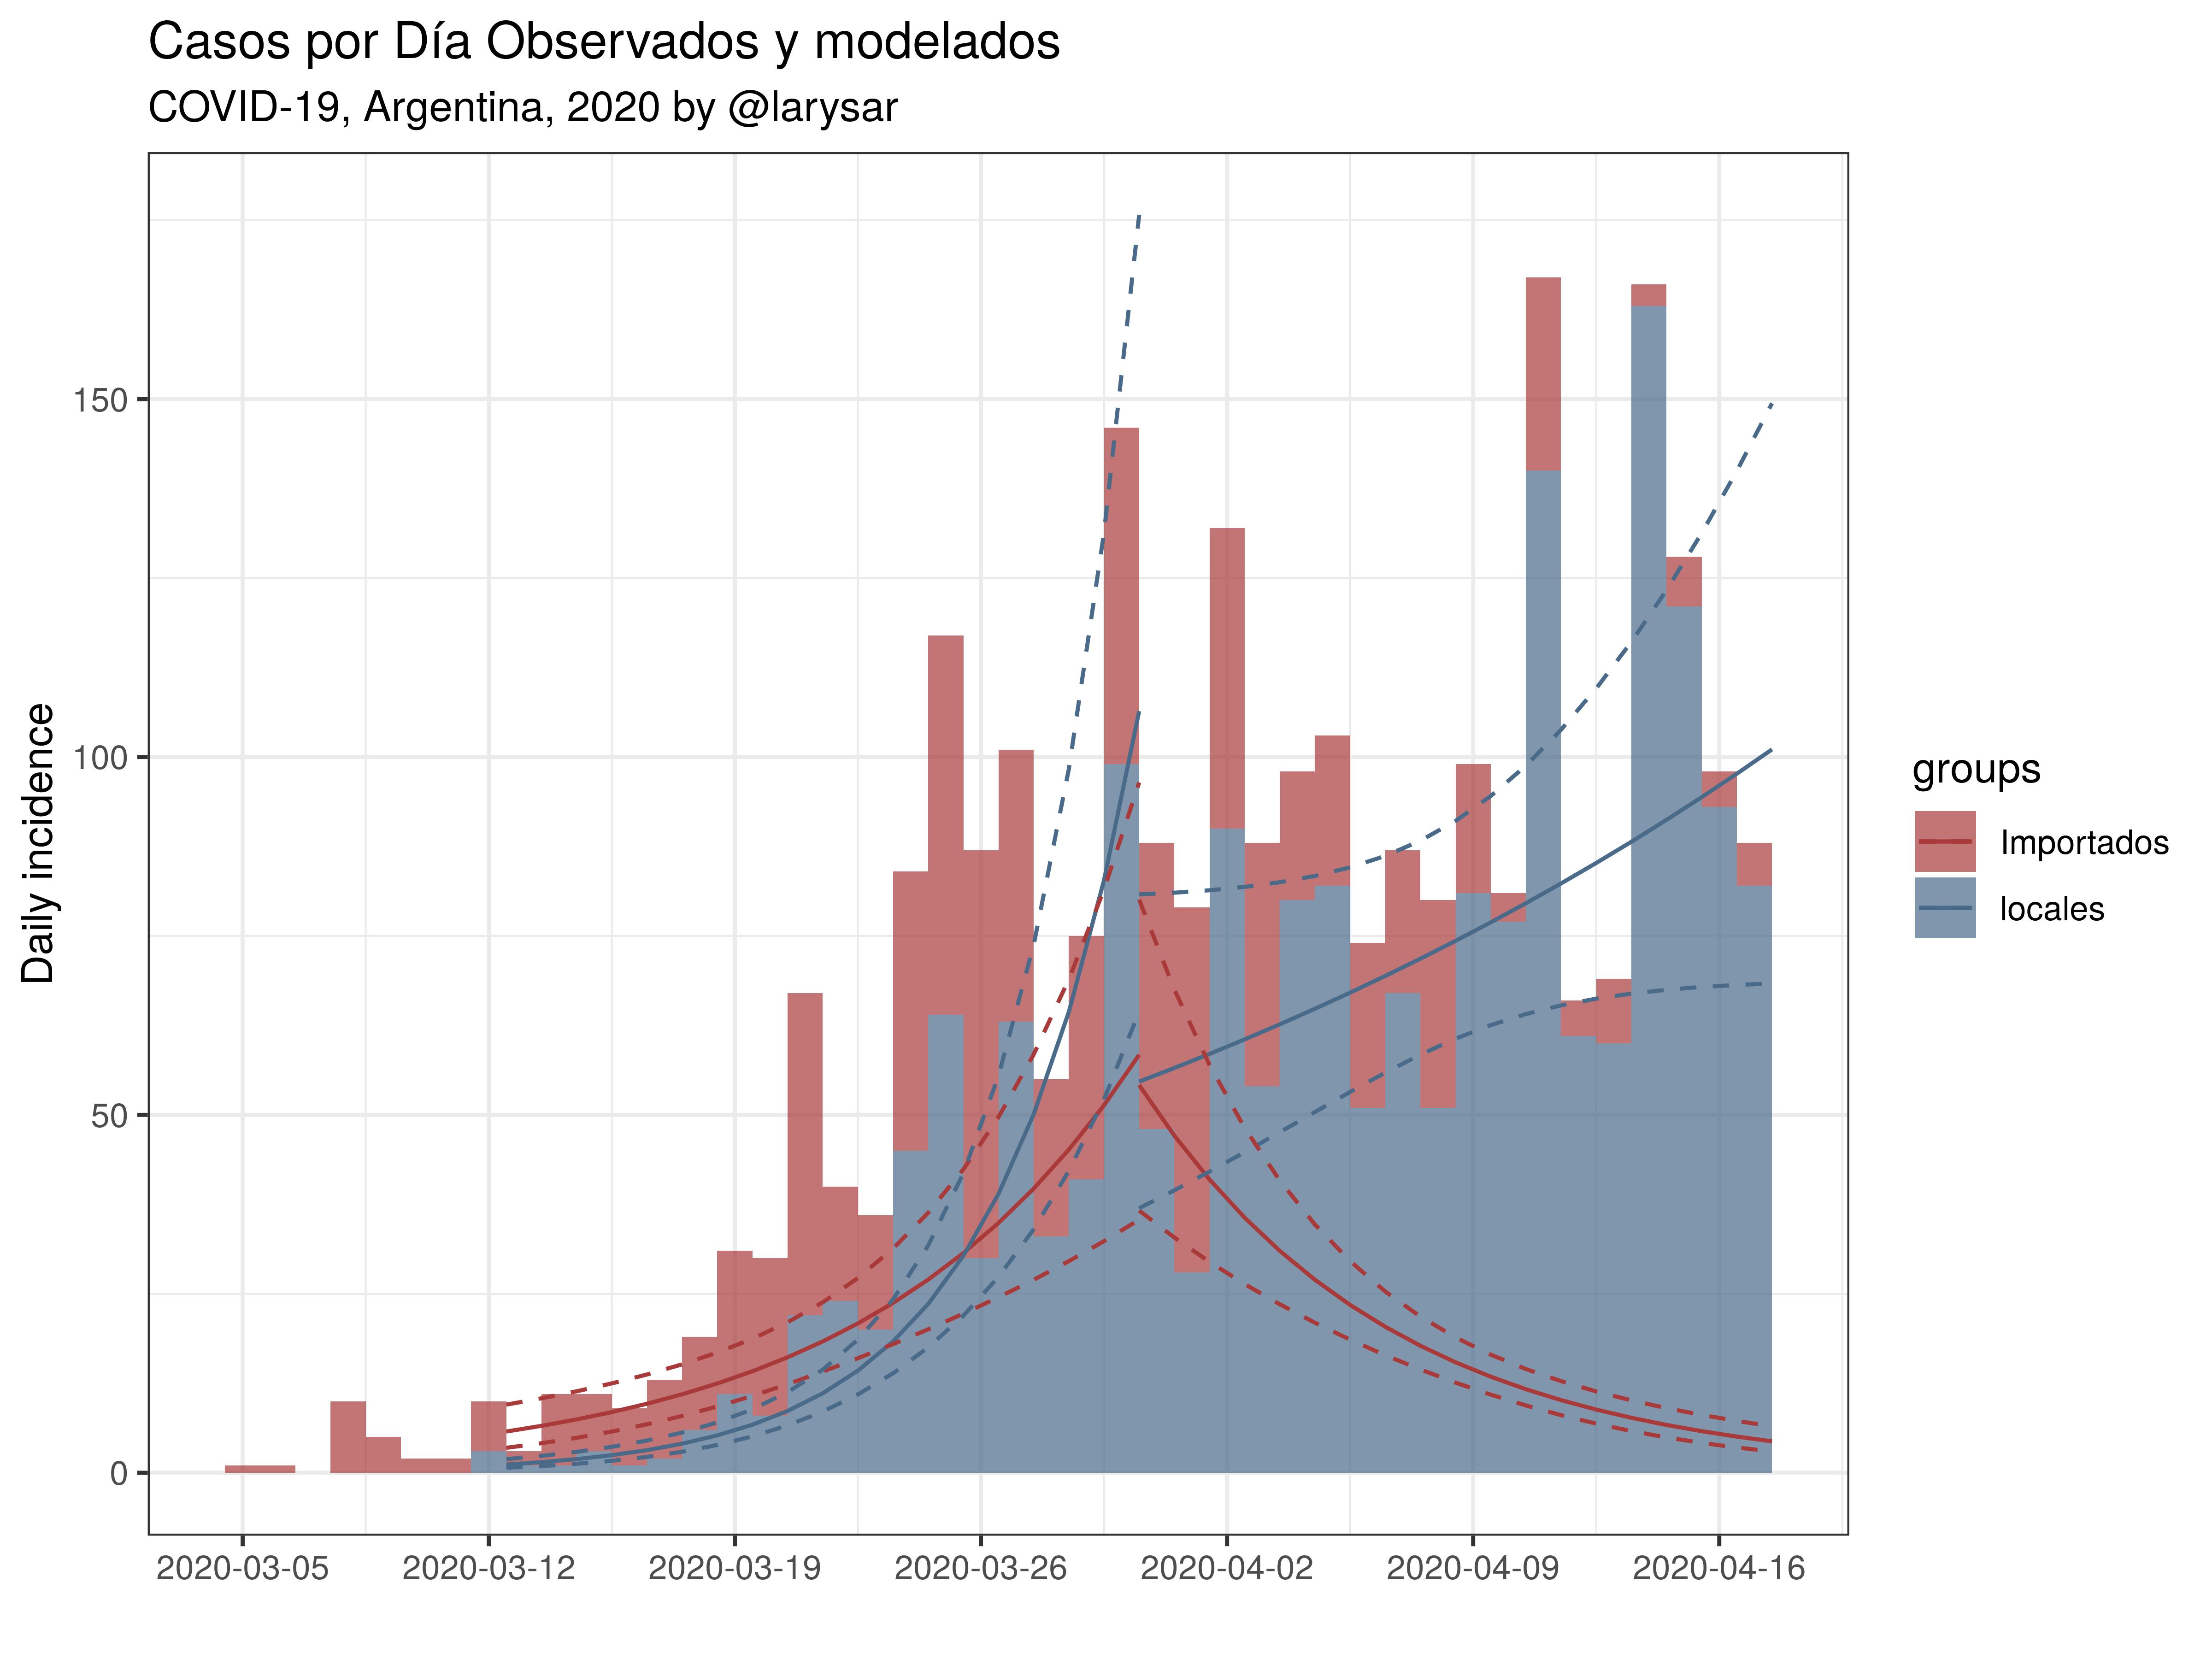 Casos por Día Observados y modelados
COVID-19, Argentina, 2020 by @larysar
Daily incidence
150
100
50
0
2020-03-05
2020-03-12
2020-03-19
2020-03-26
2020-04-02
2020-04-09
2020-04-16
groups
Importados
locales